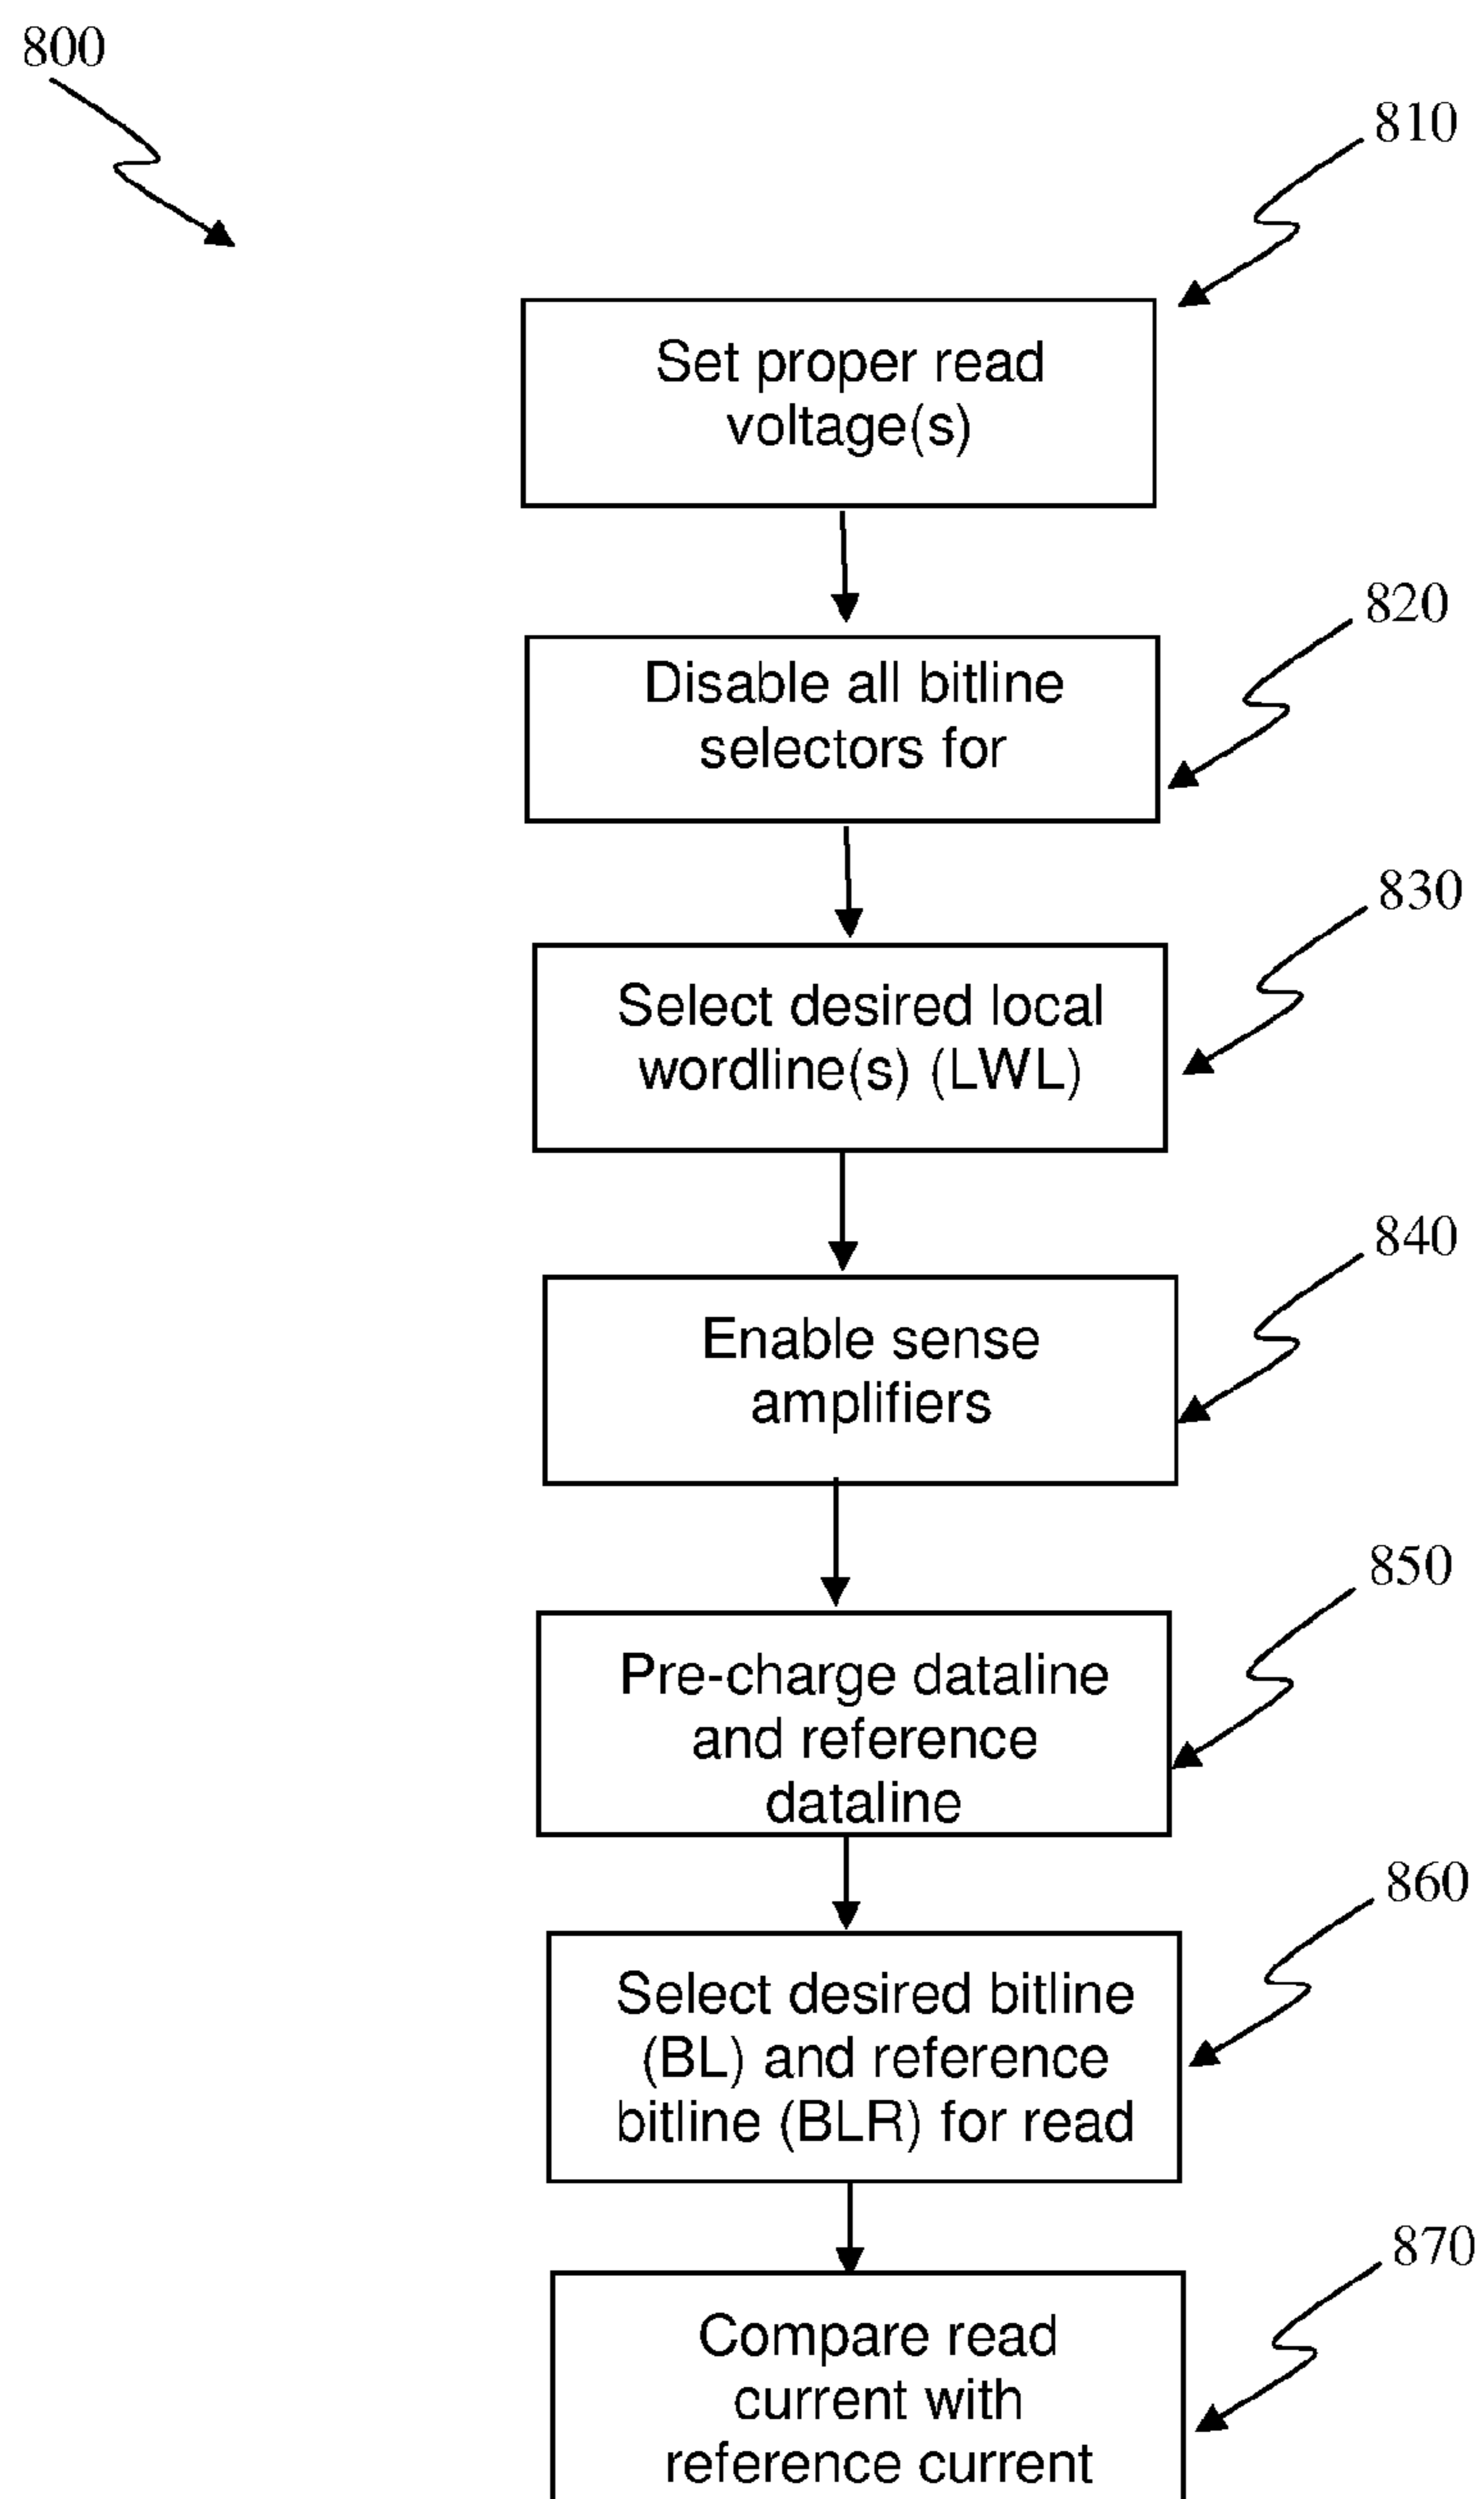 800
810
Set proper read
voltage(s)
820
Disable all bitline
selectors for
830
Select desired local
wordline(s) (LWL)
840
Enable sense
amplifiers
850
Pre-charge dataline
and reference
dataline
860
Select desired bitline
(BL) and reference
bitline (BLR) for read
870
Compare read
current with
reference current